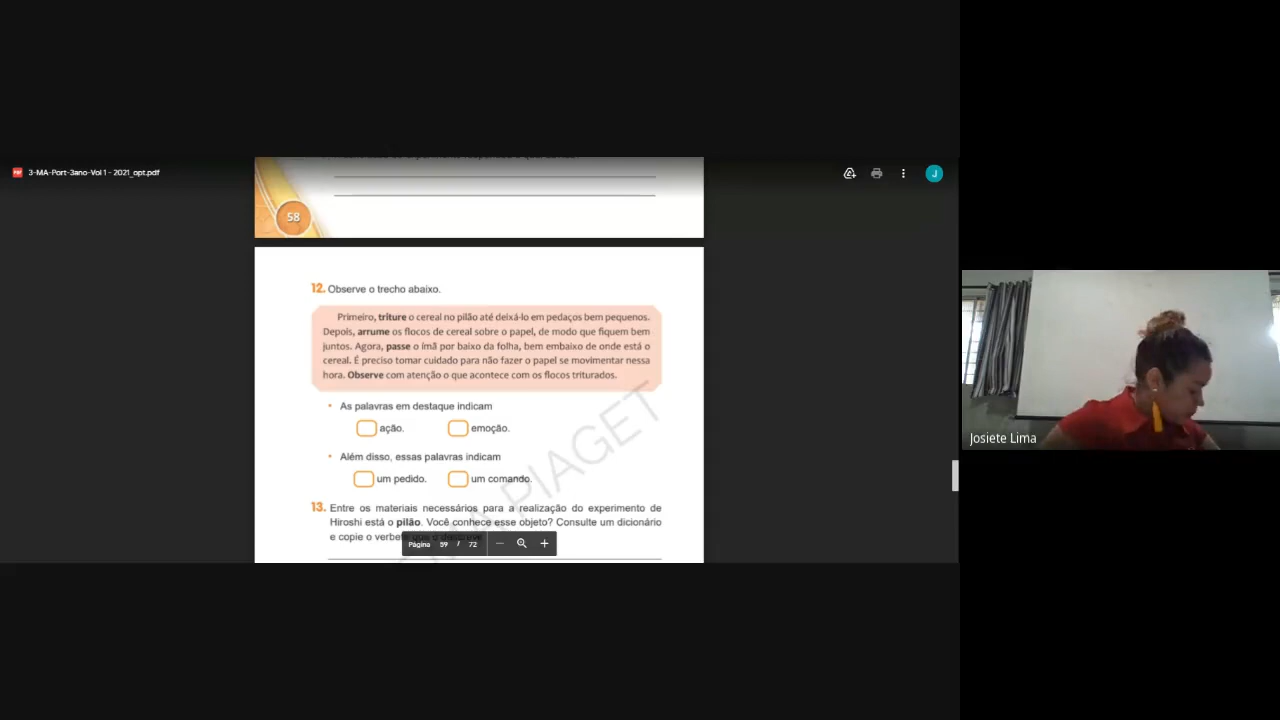 3-MA-Port-3ano-Vol 1 - 2021_opt.pdf
J
58
12. Observe o trecho abaixo.
Primeiro, triture o cereal no pilão até deixá-lo em pedaços bem pequenos.
Depois, arrume os flocos de cereal sobre o papel, de modo que fiquem bem
juntos. Agora, passe o ímã por baixo da folha, bem embaixo de onde está o
cereal. É preciso tomar cuidado para não fazer o papel se movimentar nessa
hora. Observe com atenção o que acontece com os flocos triturados.
• As palavras em destaque indicam
ação. emoção.
• Além disso, essas palavras indicam
um pedido. um comando.
13. Entre os materiais necessários para a realização do experimento de
Hiroshi está o pilão. Você conhece esse objeto? Consulte um dicionário
e copie o verbete
Página 59 / 72
PIAGET
Josiete Lima